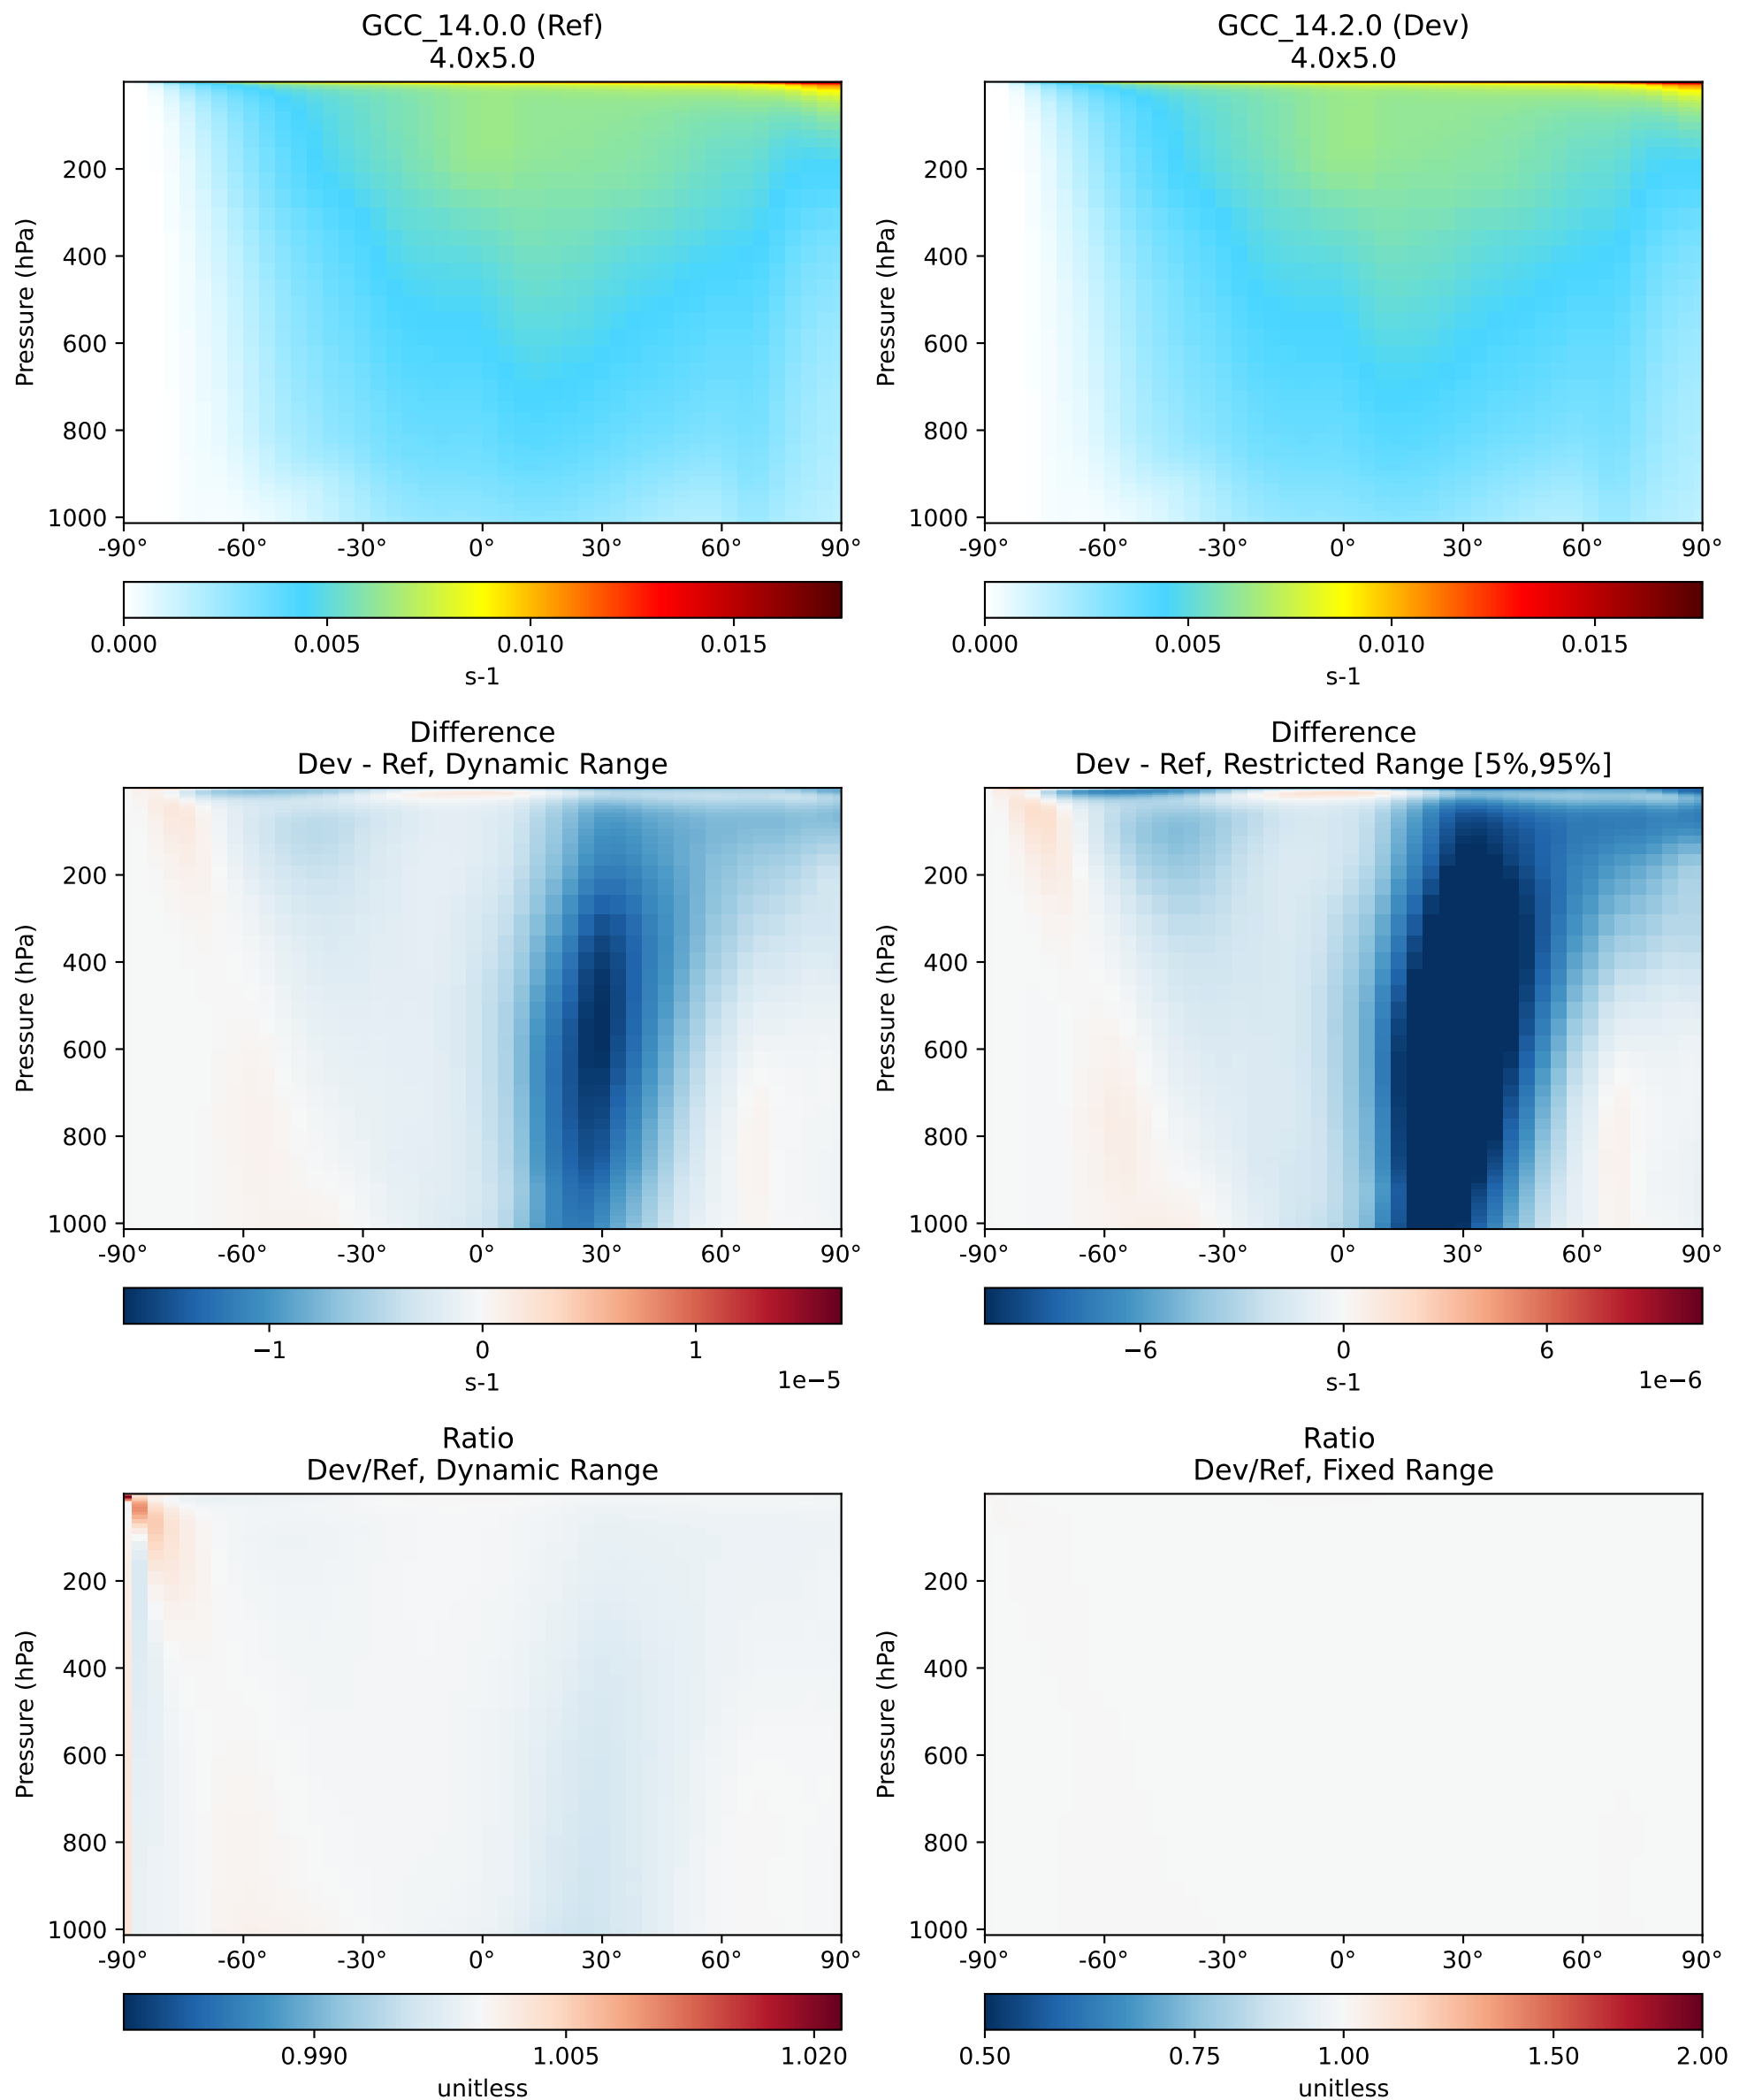 GCC_14.0.0 (Ref)
4.0x5.0
Pressure (hPa)
200
400
600
800
1000
-90° -60° -30° 0° 30° 60° 90°
0.000 0.005 0.010 0.015
s-1
GCC_14.2.0 (Dev)
4.0x5.0
Pressure (hPa)
200
400
600
800
1000
-90° -60° -30° 0° 30° 60° 90°
0.000 0.005 0.010 0.015
s-1
Difference
Dev - Ref, Dynamic Range
Pressure (hPa)
200
400
600
800
1000
-90° -60° -30° 0° 30° 60° 90°
−1 0 1
s-1
1e−5
Difference
Dev - Ref, Restricted Range [5%,95%]
Pressure (hPa)
200
400
600
800
1000
-90° -60° -30° 0° 30° 60° 90°
−6 0 6
s-1
1e−6
Ratio
Dev/Ref, Dynamic Range
Pressure (hPa)
200
400
600
800
1000
-90° -60° -30° 0° 30° 60° 90°
0.990 1.005 1.020
unitless
Ratio
Dev/Ref, Fixed Range
Pressure (hPa)
200
400
600
800
1000
-90° -60° -30° 0° 30° 60° 90°
0.50 0.75 1.00 1.50 2.00
unitless